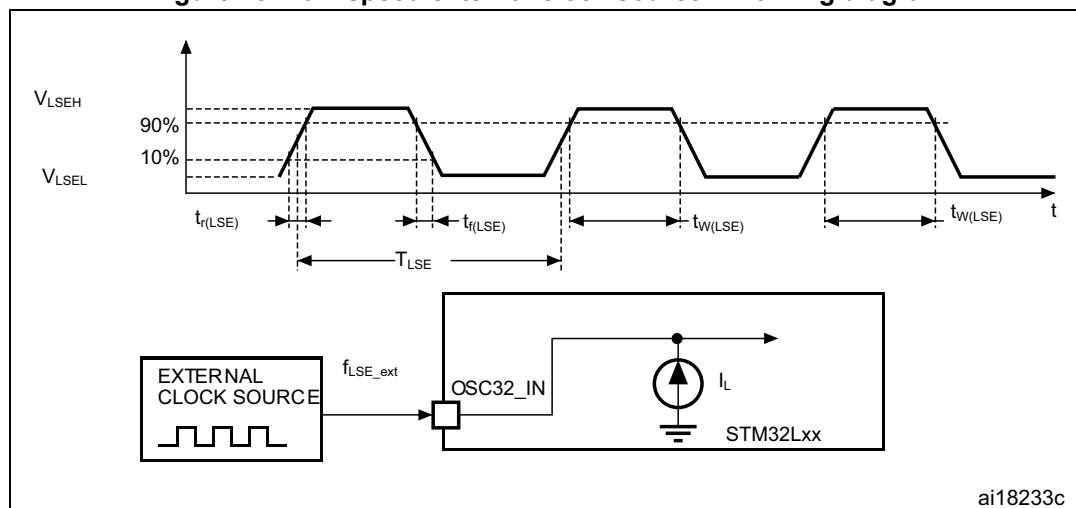 V_LSEH
90%
10%
V_LSEL
t_r(LSE)
t_f(LSE)
t_W(LSE)
t_W(LSE)
t
T_LSE
EXTERNAL
CLOCK SOURCE
f_LSE_ext
OSC32_IN
I_L
STM32Lxx
ai18233c